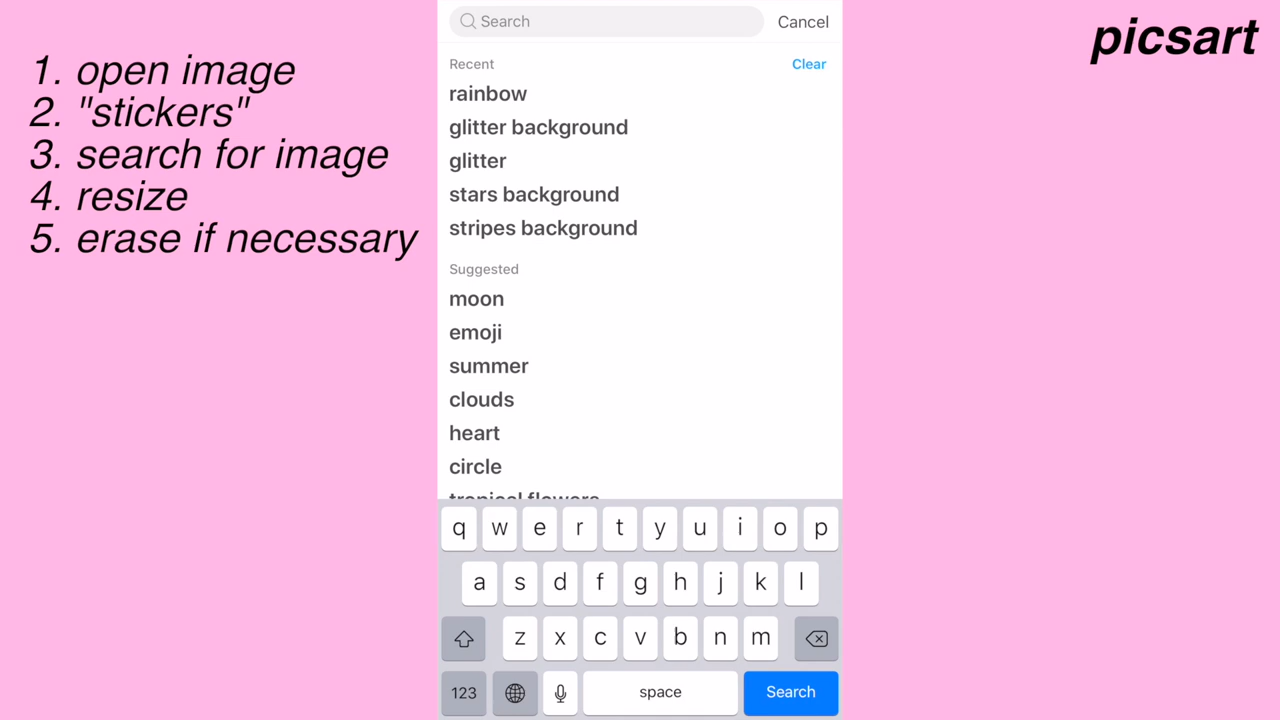 picsart
1. open image
2. "stickers"
3. search for image
4. resize
5. erase if necessary
Search
Cancel
Recent
Clear
rainbow
glitter background
glitter
stars background
stripes background
Suggested
moon
emoji
summer
clouds
heart
circle
tropical flowers
q w e r t y u i o p
a s d f g h j k l
z x c v b n m
123 space Search